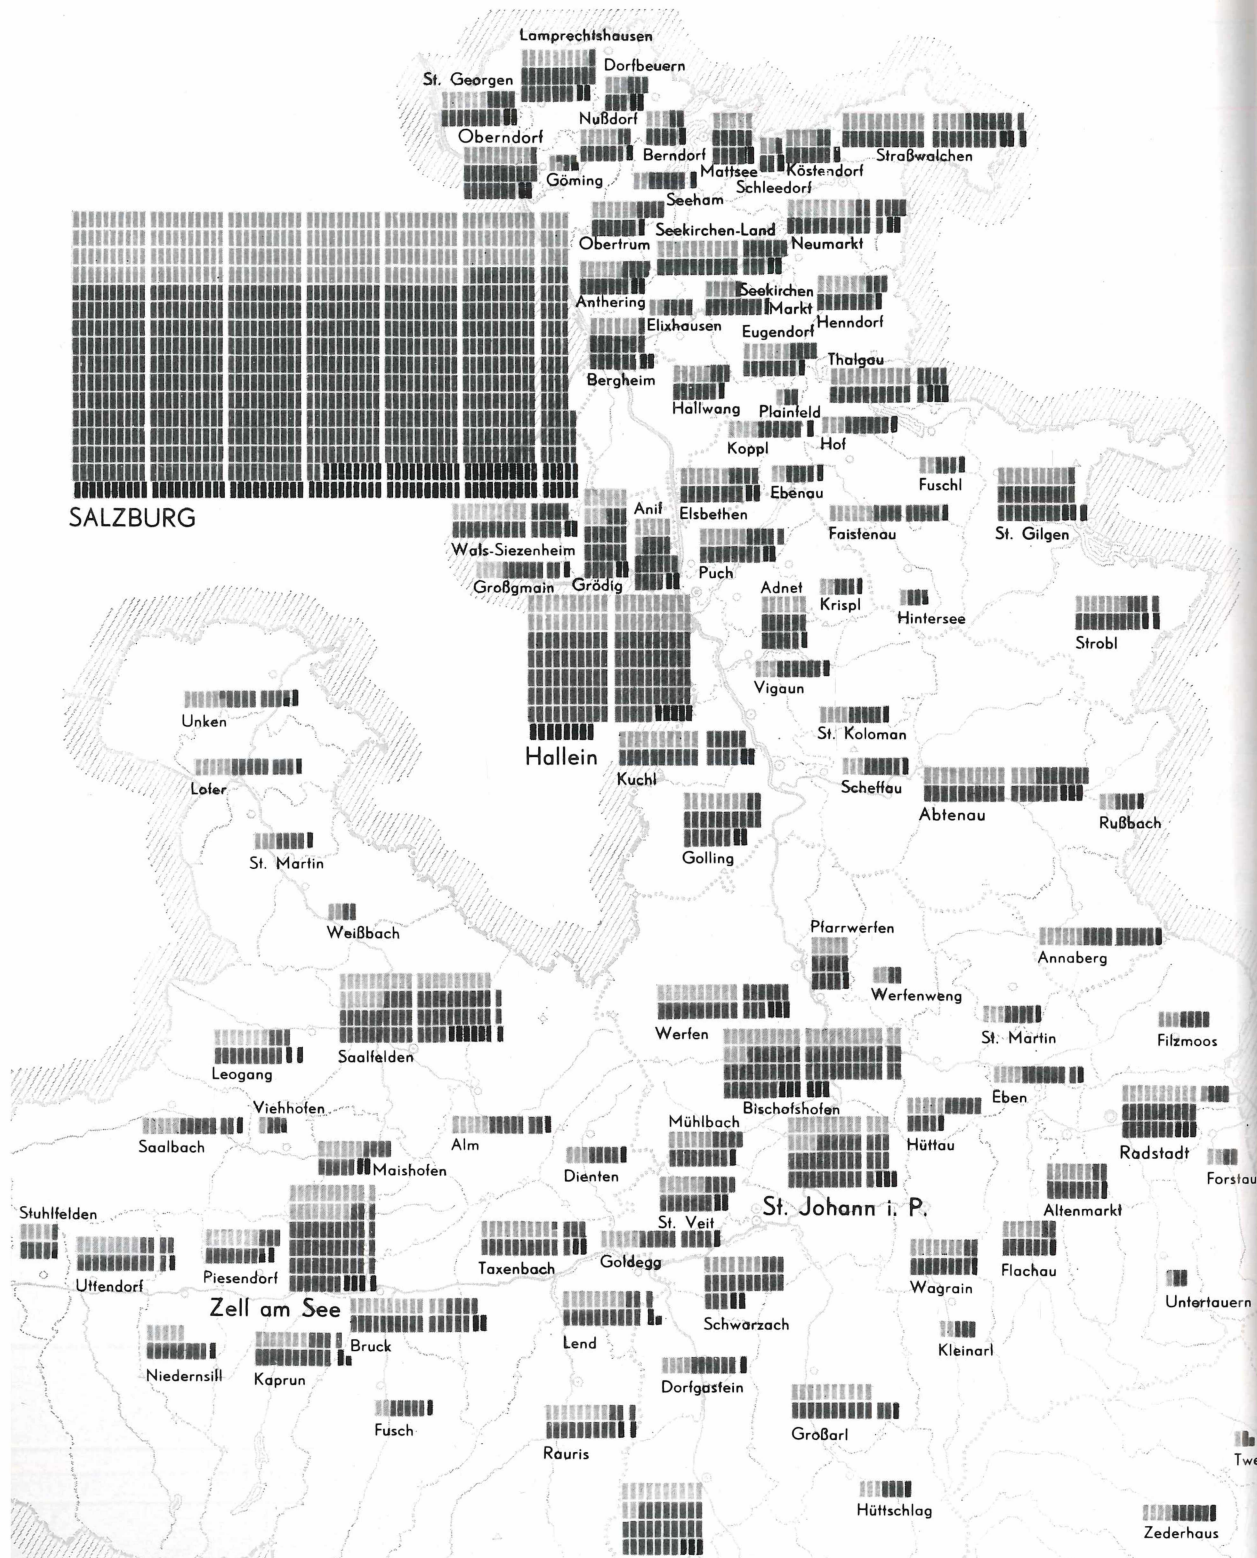 Lamprechtshausen
Dorfbeuern
St. Georgen
Nußdorf
Oberndorf
Berndorf
Mattsee
Köstendorf
Straßwalchen
Göming
Schleedorf
Seeham
Obertrum
Seekirchen-Land
Neumarkt
Anthering
Seekirchen
Markt
Elixhausen
Henndorf
Eugendorf
Bergheim
Thalgau
Hallwang
Plainfeld
Koppl
Hof
Ebenau
Fuschl
SALZBURG
Anif
Elsbethen
Faistenau
St. Gilgen
Wals-Siezenheim
Großgmain
Grödig
Puch
Adnet
Krispl
Hintersee
Strobl
Vigaun
Unken
St. Koloman
Hallein
Kuchl
Lofer
Scheffau
Abtenau
Rußbach
St. Martin
Golling
Weißbach
Pfarrwerfen
Annaberg
Werfenweng
Werfen
St. Martin
Filzmoos
Saalfelden
Leogang
Eben
Bischofshofen
Viehhofen
Saalbach
Alm
Mühlbach
Hüttau
Radstadt
Maishofen
Dienten
Forstau
St. Johann i. P.
Altenmarkt
Stuhlfelden
St. Veit
Uttendorf
Piesendorf
Taxenbach
Goldegg
Flachau
Wagrain
Untertauern
Zell am See
Schwarzach
Bruck
Lend
Kleinarl
Niedernsill
Kaprun
Dorfgastein
Fusch
Großarl
Rauris
Twe
Hüttschlag
Zederhaus